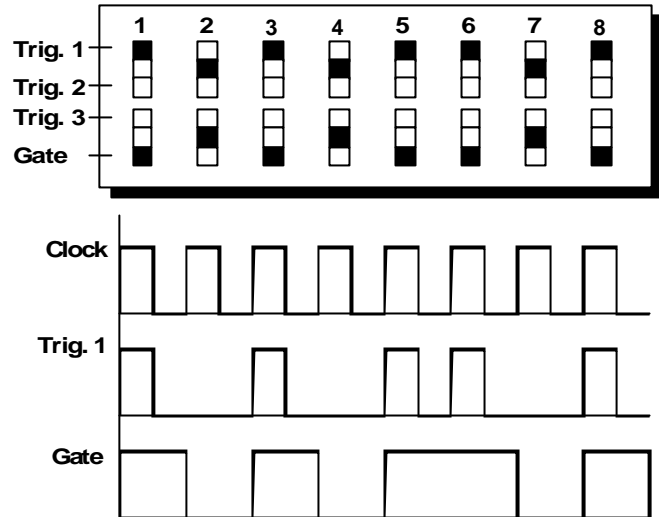 1 2 3 4 5 6 7 8
Trig. 1
Trig. 2
Trig. 3
Gate
Clock
Trig. 1
Gate